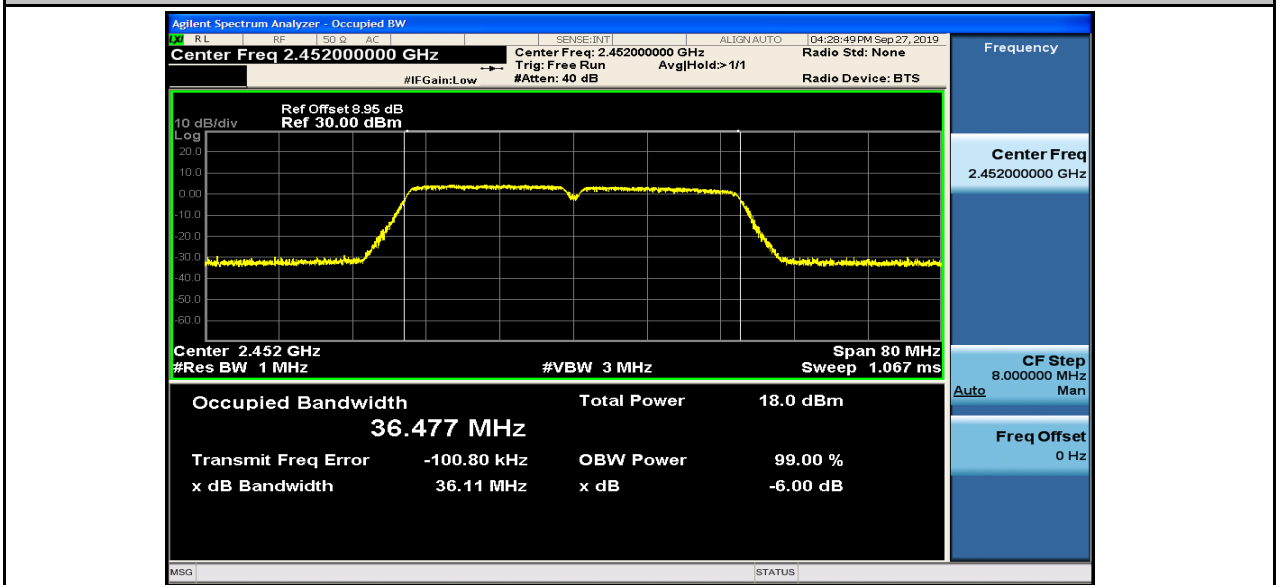 Agilent Spectrum Analyzer - Occupied BW
RL RF 50 Ω AC SENSE:INT ALIGN AUTO 04:28:49 PM Sep 27, 2019
Center Freq 2.452000000 GHz
Center Freq: 2.452000000 GHz
Radio Std: None
Trig: Free Run Avg|Hold:>1/1
#IFGain:Low
#Atten: 40 dB
Radio Device: BTS
Ref Offset 8.95 dB
10 dB/div Ref 30.00 dBm
Log
20.0
10.0
0.00
-10.0
-20.0
-30.0
-40.0
-50.0
-60.0
Center 2.452 GHz
Span 80 MHz
#Res BW 1 MHz
#VBW 3 MHz
Sweep 1.067 ms
Occupied Bandwidth
Total Power 18.0 dBm
36.477 MHz
Transmit Freq Error -100.80 kHz
OBW Power 99.00 %
x dB Bandwidth 36.11 MHz
x dB -6.00 dB
MSG
STATUS
Frequency
Center Freq
2.452000000 GHz
CF Step
8.000000 MHz
Auto Man
Freq Offset
0 Hz